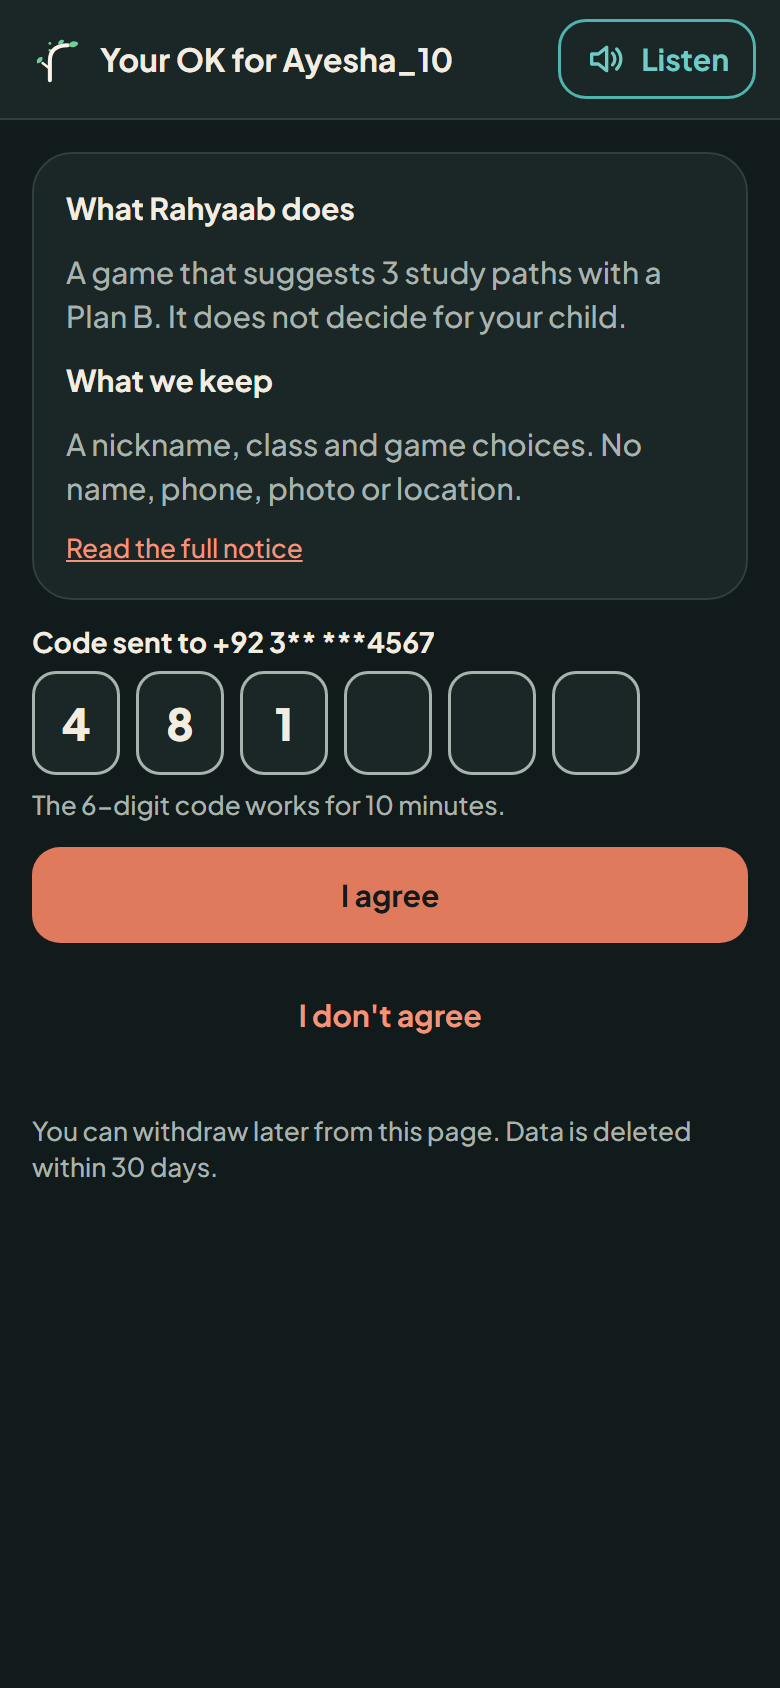 Your OK for Ayesha_10
Listen
What Rahyaab does
A game that suggests 3 study paths with a
Plan B. It does not decide for your child.
What we keep
A nickname, class and game choices. No
name, phone, photo or location.
Read the full notice
Code sent to +92 3** ***4567
4 8 1
The 6-digit code works for 10 minutes.
I agree
I don't agree
You can withdraw later from this page. Data is deleted
within 30 days.